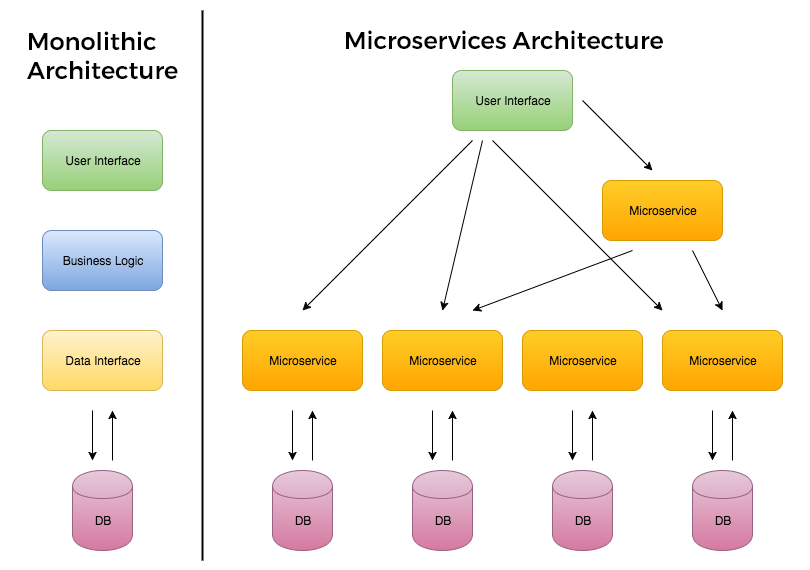 Monolithic
Architecture
User Interface
Business Logic
Data Interface
DB
Microservices Architecture
User Interface
Microservice
Microservice
Microservice
Microservice
Microservice
DB
DB
DB
DB